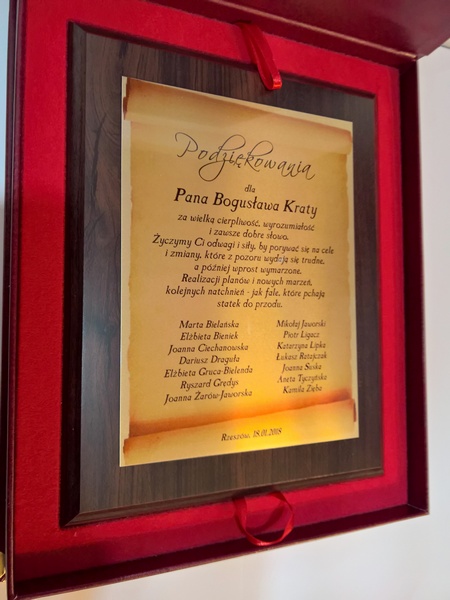 Podziękowania
dla
Pana Bogusława Kraty
za wielką cierpliwość, wyrozumiałość
i zawsze dobre słowo.
Życzymy Ci odwagi i siły, by porywać się na cele
i zmiany, które z pozoru wydają się trudne,
a później wprost wymarzone.
Realizacji planów i nowych marzeń,
kolejnych natchnień - jak fale, które pchają
statek do przodu.
Marta Bielańska
Elżbieta Bieniek
Joanna Ciechanowska
Dariusz Draguła
Elżbieta Gruca-Bielenda
Ryszard Grędys
Joanna Żarów-Jaworska
Mikołaj Jaworski
Piotr Ligacz
Katarzyna Lipka
Łukasz Ratajczak
Joanna Suska
Aneta Tyczyńska
Kamila Zięba
Rzeszów, 18.01.2018